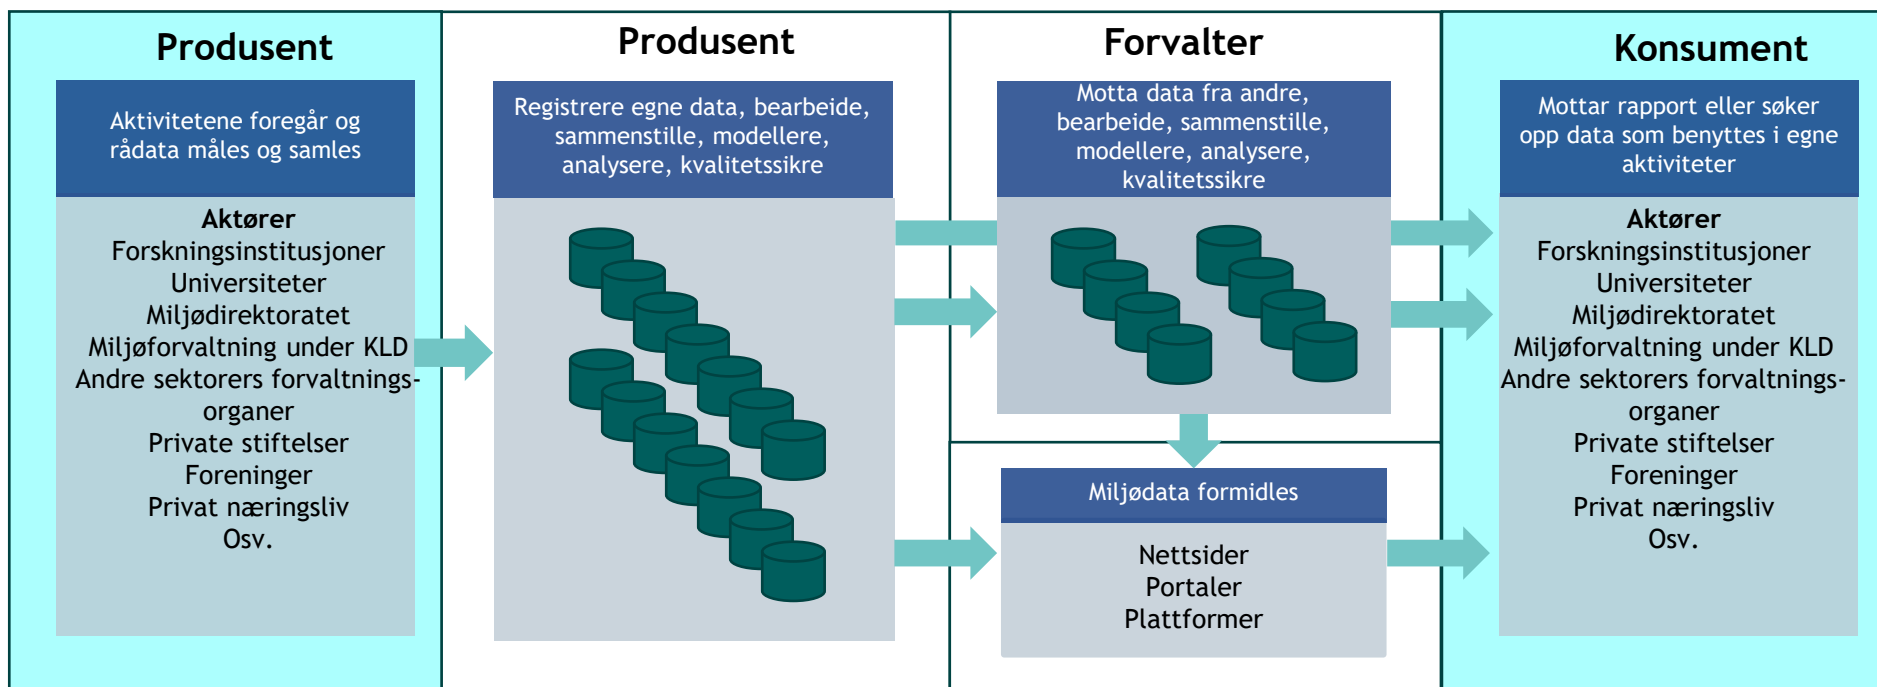 Produsent
Aktivitetene foregår og
rådata måles og samles
Aktører
Forskningsinstitusjoner
Universiteter
Miljødirektoratet
Miljøforvaltning under KLD
Andre sektorers forvaltnings-
organer
Private stiftelser
Foreninger
Privat næringsliv
Osv.
Produsent
Registrere egne data, bearbeide,
sammenstille, modellere,
analysere, kvalitetssikre
Forvalter
Motta data fra andre,
bearbeide, sammenstille,
modellere, analysere,
kvalitetssikre
Miljødata formidles
Nettsider
Portaler
Plattformer
Konsument
Mottar rapport eller søker
opp data som benyttes i egne
aktiviteter
Aktører
Forskningsinstitusjoner
Universiteter
Miljødirektoratet
Miljøforvaltning under KLD
Andre sektorers forvaltnings-
organer
Private stiftelser
Foreninger
Privat næringsliv
Osv.